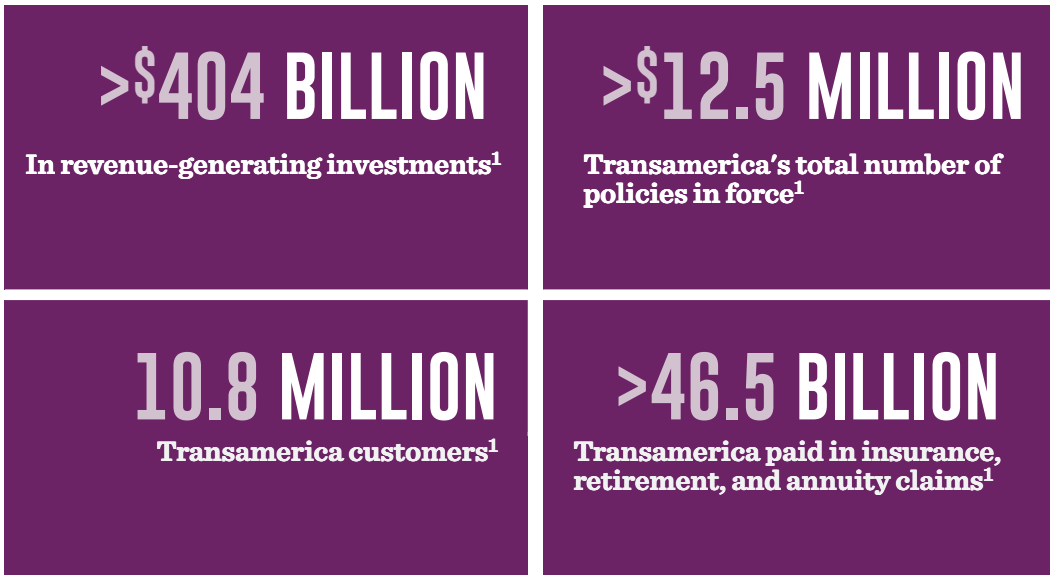 >$404 BILLION
In revenue-generating investments1
>$12.5 MILLION
Transamerica's total number of
policies in force1
10.8 MILLION
Transamerica customers1
>46.5 BILLION
Transamerica paid in insurance,
retirement, and annuity claims1